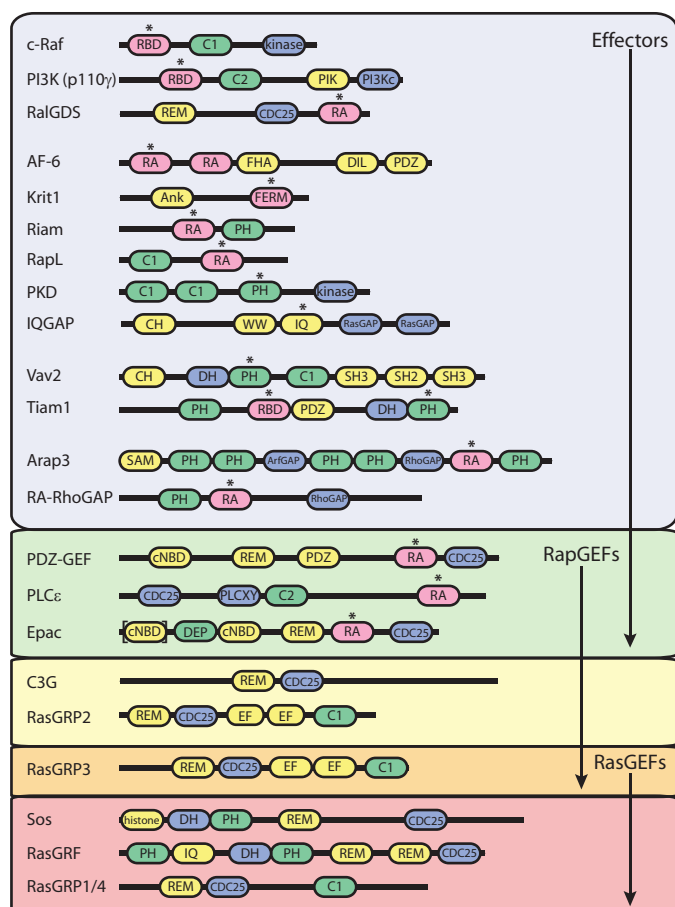 Effectors
c-Raf * RBD C1 kinase
PI3K (p110γ) * RBD C2 PIK PI3Kc
RalGDS REM CDC25 * RA
AF-6 * RA RA FHA DIL PDZ
Krit1 Ank * FERM
Riam * RA PH
RapL C1 * RA
PKD C1 C1 * PH kinase
IQGAP CH WW * IQ RasGAP RasGAP
Vav2 CH DH * PH C1 SH3 SH2 SH3
Tiam1 PH * RBD PDZ DH * PH
Arap3 SAM PH PH ArfGAP PH PH RhoGAP * RA PH
RA-RhoGAP PH * RA RhoGAP
RapGEFs
PDZ-GEF cNBD REM PDZ * RA CDC25
PLCε CDC25 PLCXY C2 * RA
Epac [cNBD] DEP cNBD REM * RA CDC25
C3G REM CDC25
RasGRP2 REM CDC25 EF EF C1
RasGEFs
RasGRP3 REM CDC25 EF EF C1
Sos histone DH PH REM CDC25
RasGRF PH IQ DH PH REM REM CDC25
RasGRP1/4 REM CDC25 C1